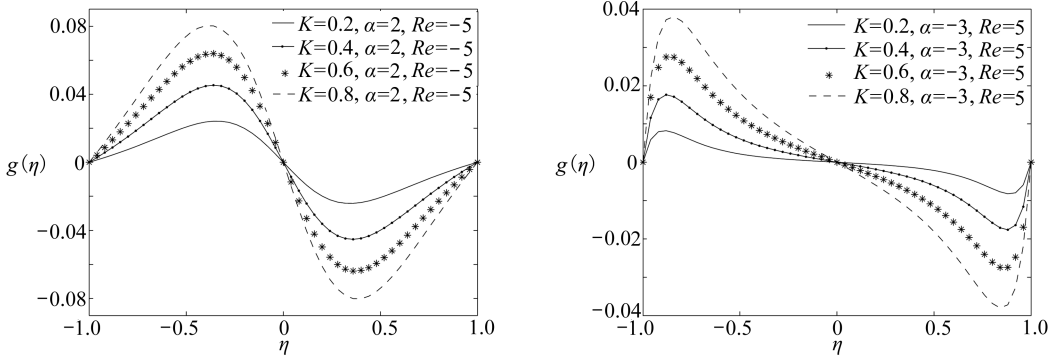 0.08
0.04
0
−0.04
−0.08
g(η)
K=0.2, α=2, Re=−5
K=0.4, α=2, Re=−5
K=0.6, α=2, Re=−5
K=0.8, α=2, Re=−5
−1.0 −0.5 0 0.5 1.0
η
0.04
0.02
0
−0.02
−0.04
g(η)
K=0.2, α=−3, Re=5
K=0.4, α=−3, Re=5
K=0.6, α=−3, Re=5
K=0.8, α=−3, Re=5
−1.0 −0.5 0 0.5 1.0
η